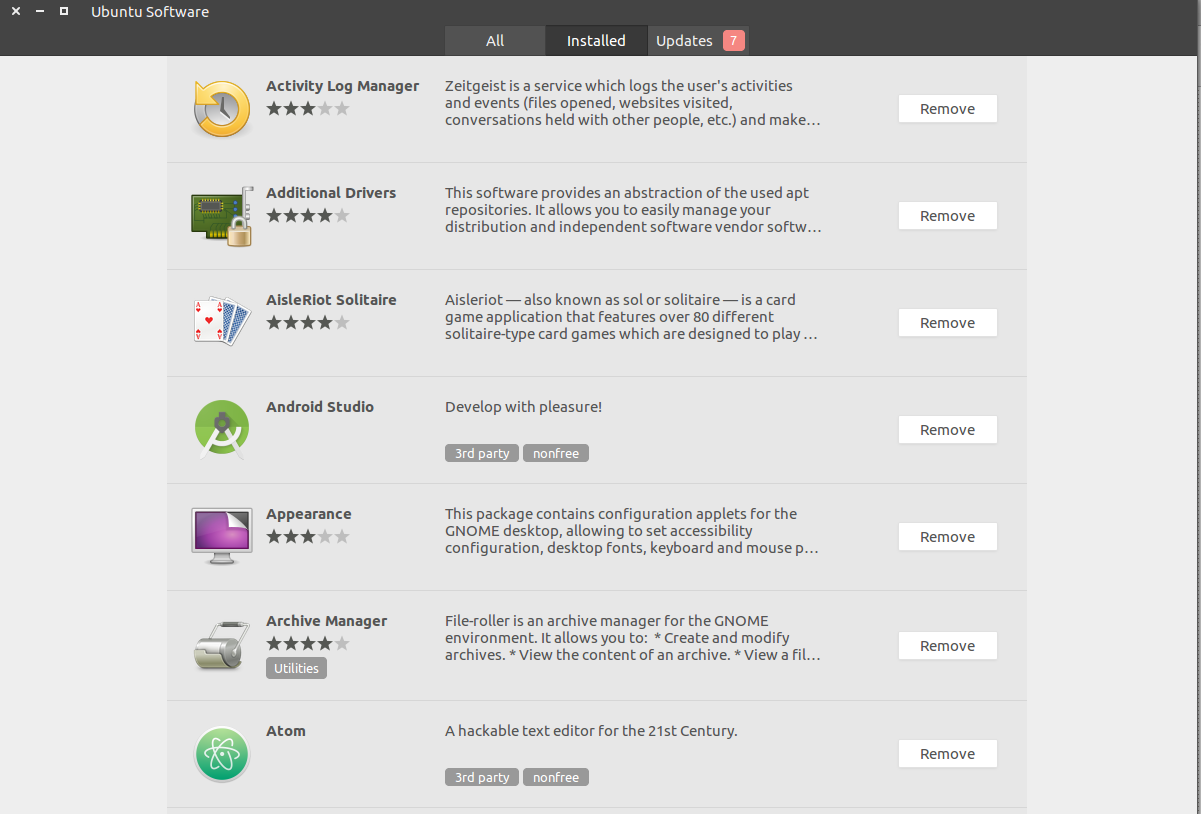 Ubuntu Software
All Installed Updates 7
Activity Log Manager
Zeitgeist is a service which logs the user's activities
and events (files opened, websites visited,
conversations held with other people, etc.) and make…
Remove
Additional Drivers
This software provides an abstraction of the used apt
repositories. It allows you to easily manage your
distribution and independent software vendor softw…
Remove
AisleRiot Solitaire
Aisleriot — also known as sol or solitaire — is a card
game application that features over 80 different
solitaire-type card games which are designed to play …
Remove
Android Studio
Develop with pleasure!
3rd party nonfree
Remove
Appearance
This package contains configuration applets for the
GNOME desktop, allowing to set accessibility
configuration, desktop fonts, keyboard and mouse p…
Remove
Archive Manager
Utilities
File-roller is an archive manager for the GNOME
environment. It allows you to:  * Create and modify
archives. * View the content of an archive. * View a fil…
Remove
Atom
A hackable text editor for the 21st Century.
3rd party nonfree
Remove